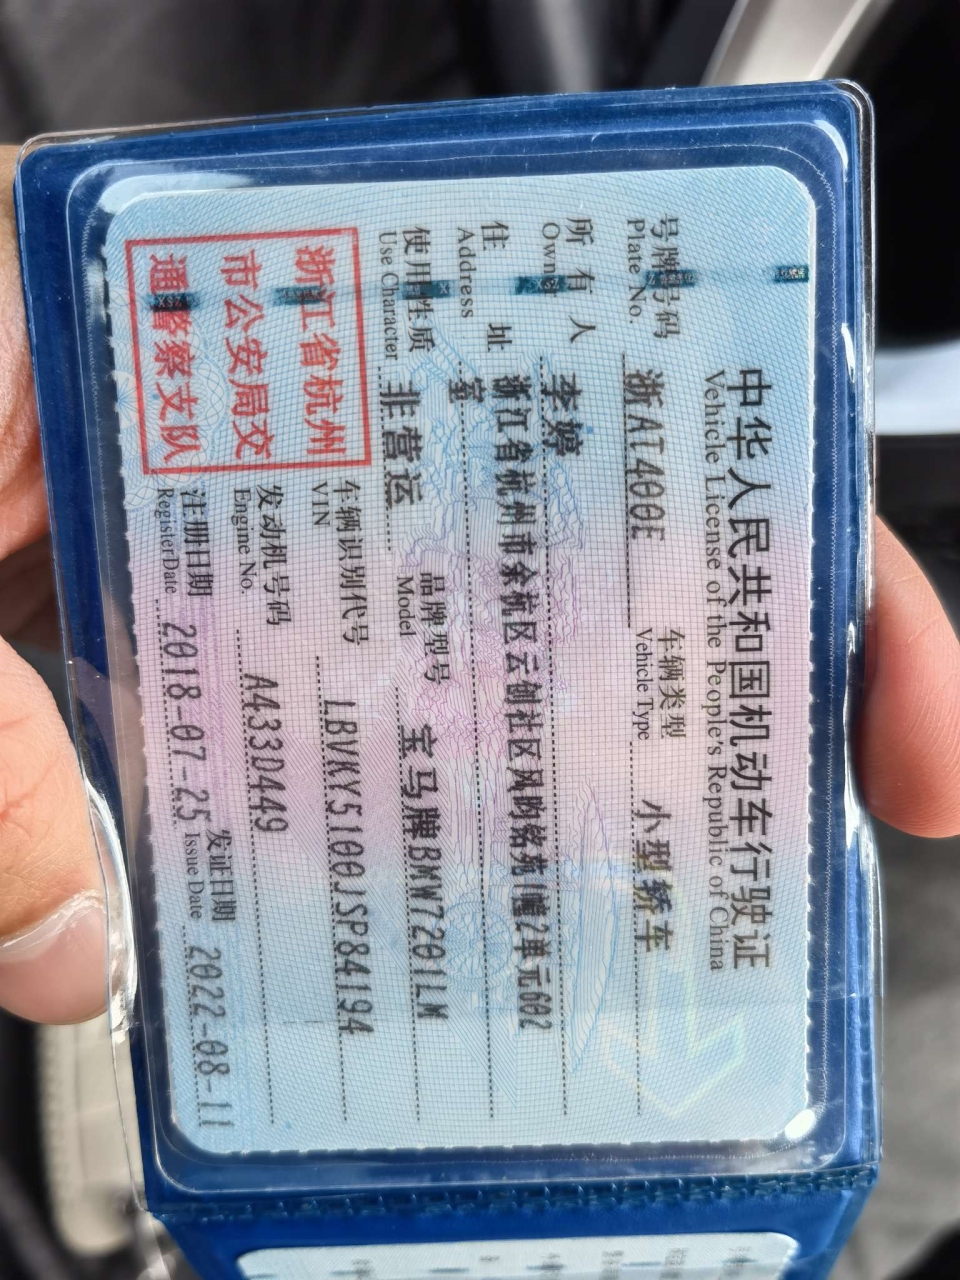 中华人民共和国机动车行驶证
Vehicle License of the People's Republic of China
号牌号码 浙AT400E 车辆类型 小型轿车
Plate No. Vehicle Type
所有人 李婷
Owner
住址 浙江省杭州市余杭区云创社区风昀铭苑1幢2单元602
Address 室
使用性质 非营运 品牌型号 宝马牌BMW7201LM
Use Character Model
浙江省杭州
市公安局交
通警察支队
车辆识别代号 LBVKY5100JSP84194
VIN
发动机号码 A433D449
Engine No.
注册日期 2018-07-25 发证日期 2022-08-11
Register Date Issue Date